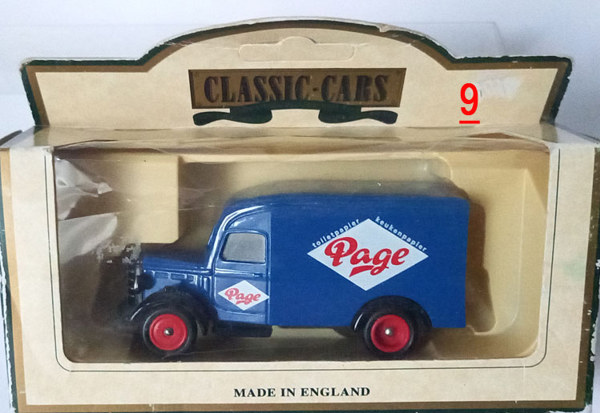 CLASSIC-CARS
9
toiletpapier keukenpapier
Page
Page
MADE IN ENGLAND